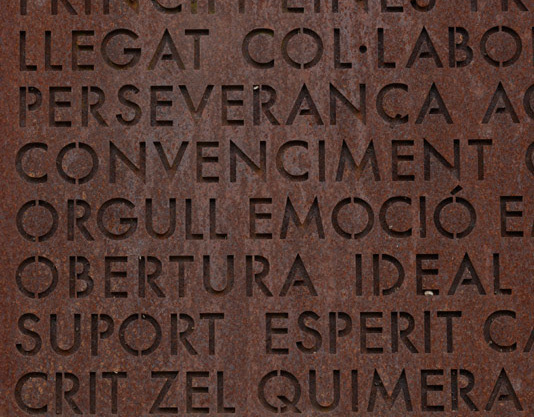 LLEGAT COL·LABO
PERSEVERANÇA
CONVENCIMENT
ORGULL EMOCIÓ
OBERTURA IDEAL
SUPORT ESPERIT
CRIT ZEL QUIMERA